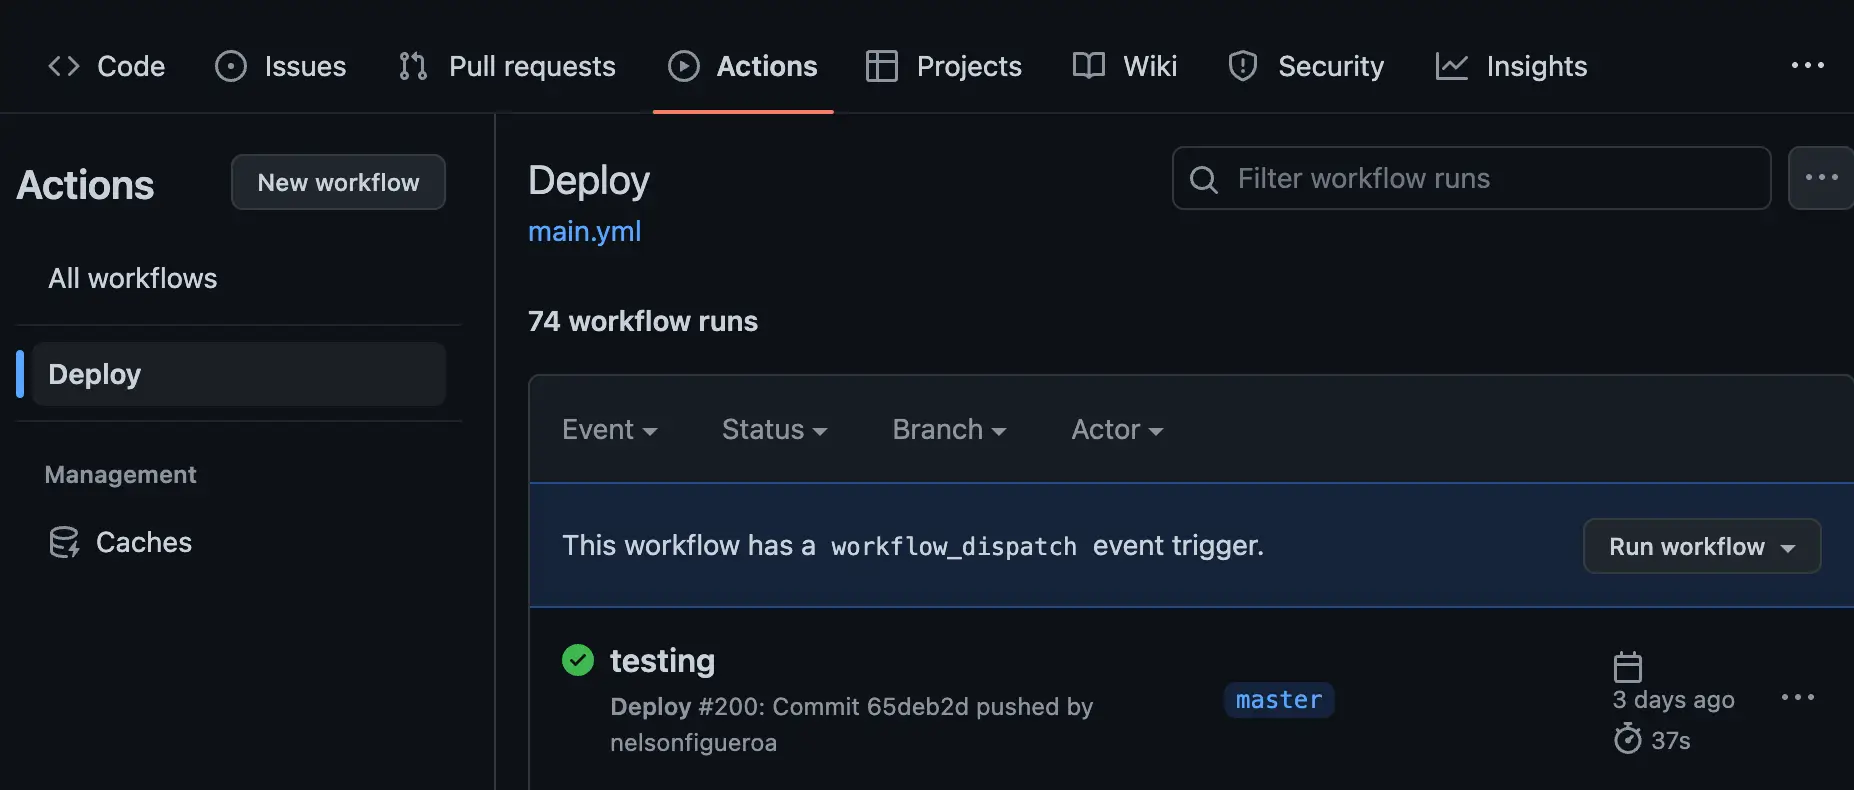 Code Issues Pull requests Actions Projects Wiki Security Insights
Actions
New workflow
All workflows
Deploy
Management
Caches
Deploy
Filter workflow runs
main.yml
74 workflow runs
Event Status Branch Actor
This workflow has a workflow_dispatch event trigger.
Run workflow
testing
Deploy #200: Commit 65deb2d pushed by
nelsonfigueroa
master
3 days ago
37s